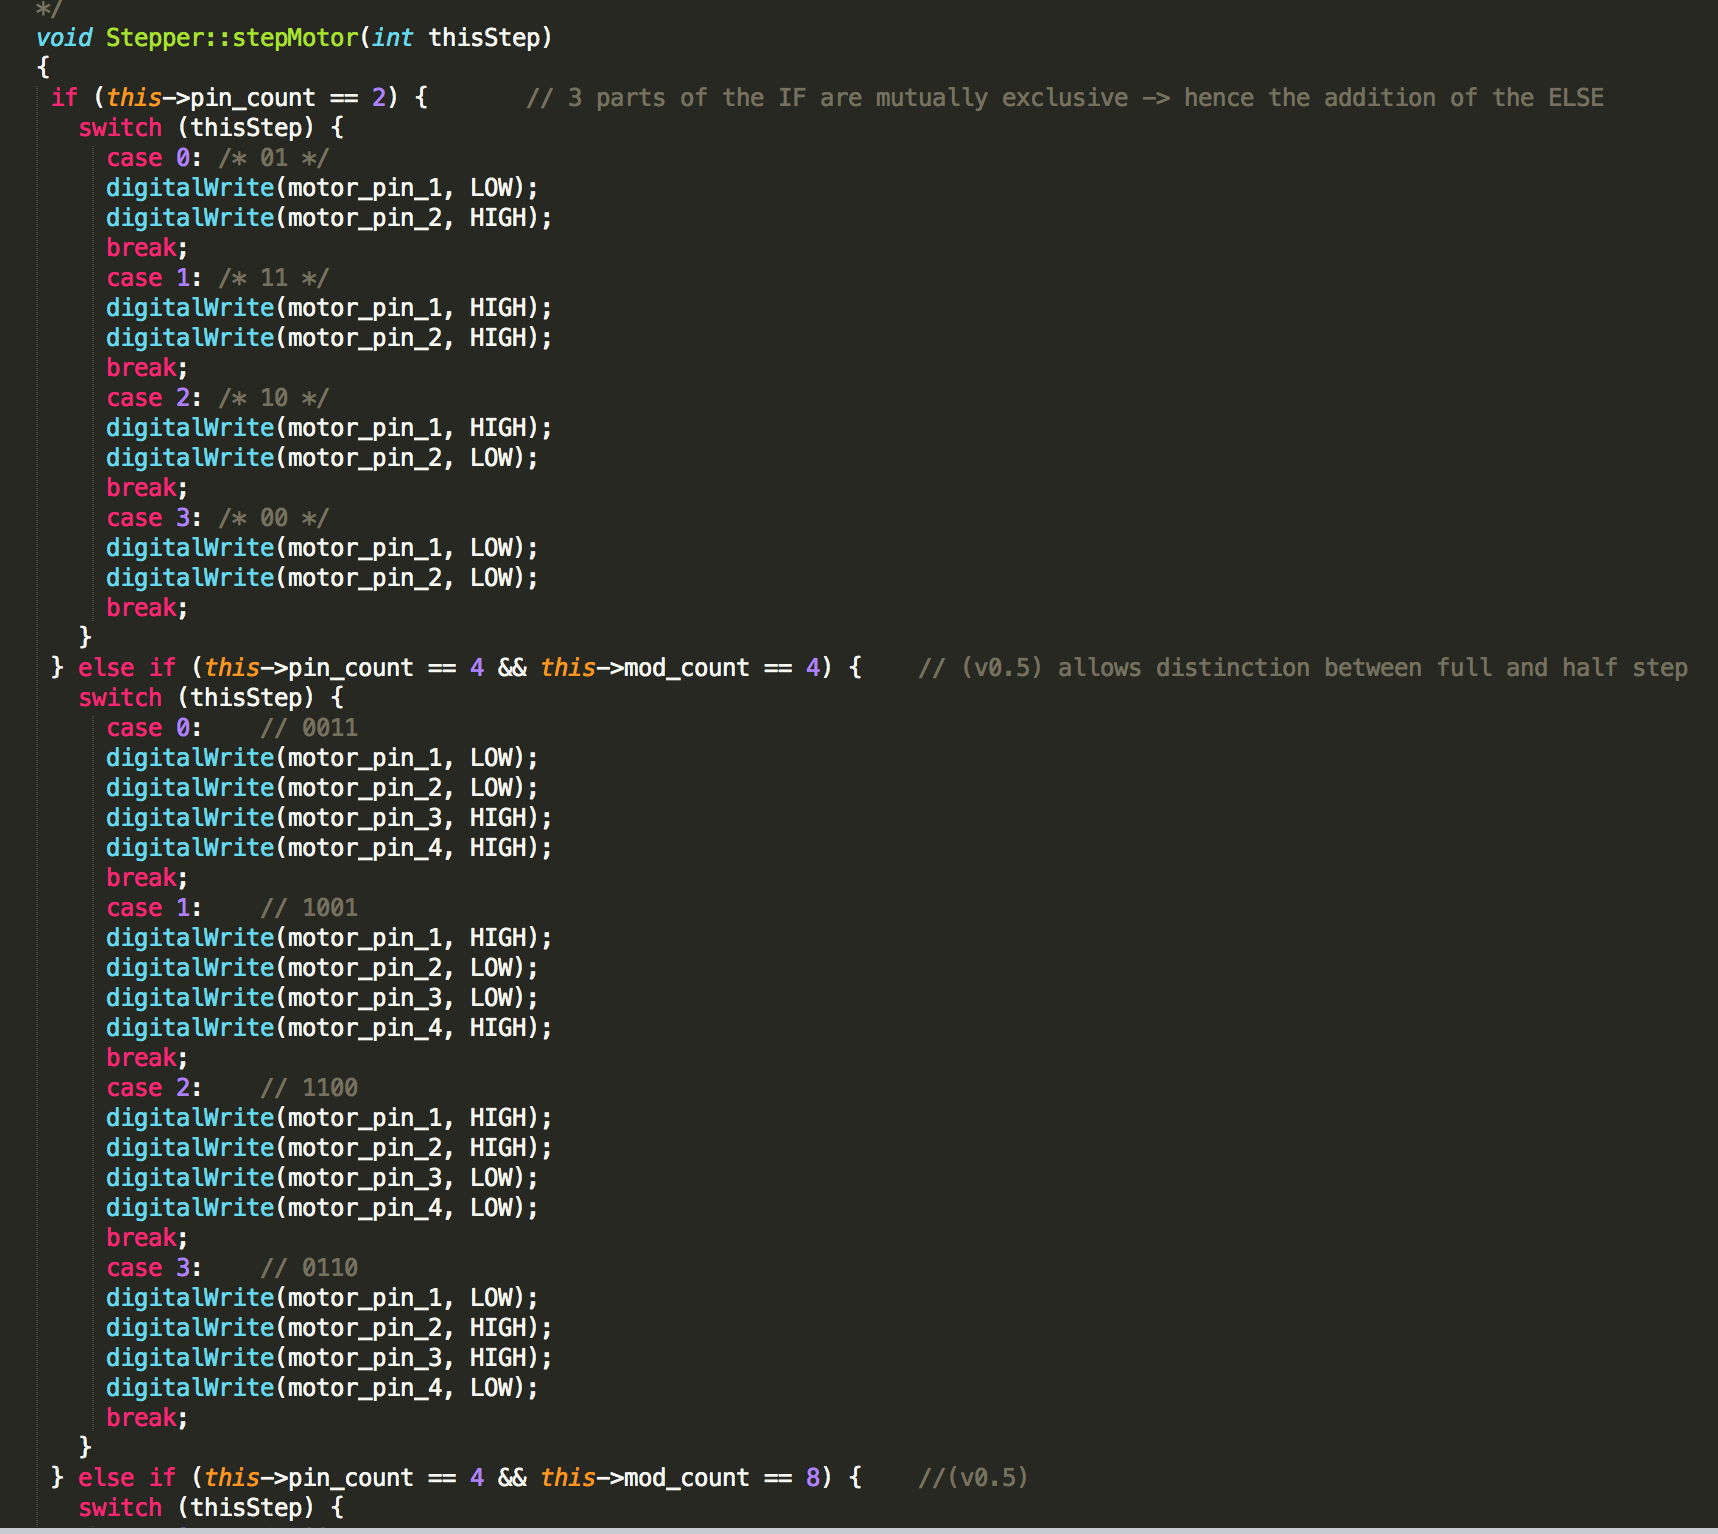 */
void Stepper::stepMotor(int thisStep)
{
if (this->pin_count == 2) { // 3 parts of the IF are mutually exclusive -> hence the addition of the ELSE
switch (thisStep) {
case 0: /* 01 */
digitalWrite(motor_pin_1, LOW);
digitalWrite(motor_pin_2, HIGH);
break;
case 1: /* 11 */
digitalWrite(motor_pin_1, HIGH);
digitalWrite(motor_pin_2, HIGH);
break;
case 2: /* 10 */
digitalWrite(motor_pin_1, HIGH);
digitalWrite(motor_pin_2, LOW);
break;
case 3: /* 00 */
digitalWrite(motor_pin_1, LOW);
digitalWrite(motor_pin_2, LOW);
break;
}
} else if (this->pin_count == 4 && this->mod_count == 4) { // (v0.5) allows distinction between full and half step
switch (thisStep) {
case 0: // 0011
digitalWrite(motor_pin_1, LOW);
digitalWrite(motor_pin_2, LOW);
digitalWrite(motor_pin_3, HIGH);
digitalWrite(motor_pin_4, HIGH);
break;
case 1: // 1001
digitalWrite(motor_pin_1, HIGH);
digitalWrite(motor_pin_2, LOW);
digitalWrite(motor_pin_3, LOW);
digitalWrite(motor_pin_4, HIGH);
break;
case 2: // 1100
digitalWrite(motor_pin_1, HIGH);
digitalWrite(motor_pin_2, HIGH);
digitalWrite(motor_pin_3, LOW);
digitalWrite(motor_pin_4, LOW);
break;
case 3: // 0110
digitalWrite(motor_pin_1, LOW);
digitalWrite(motor_pin_2, HIGH);
digitalWrite(motor_pin_3, HIGH);
digitalWrite(motor_pin_4, LOW);
break;
}
} else if (this->pin_count == 4 && this->mod_count == 8) { //(v0.5)
switch (thisStep) {